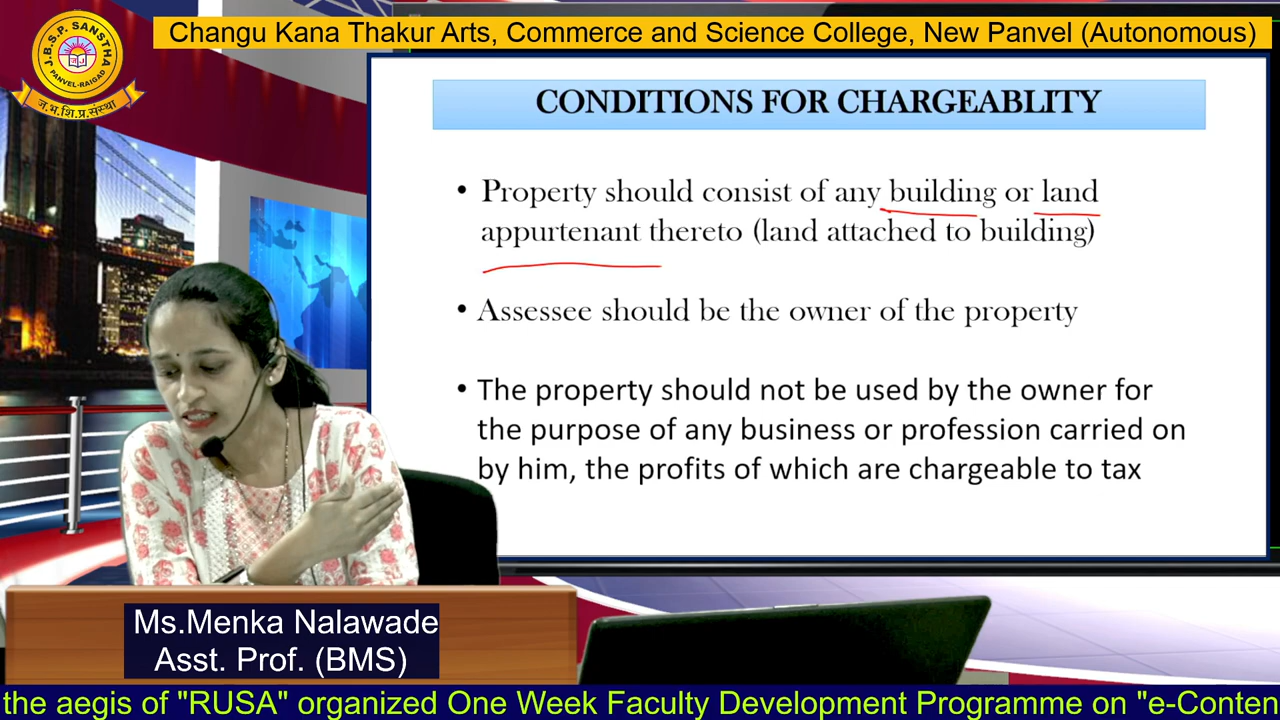 Changu Kana Thakur Arts, Commerce and Science College, New Panvel (Autonomous)
J.B.S.P. SANSTHA
PANVEL-RAIGAD
ज.भ.शि.प्र.संस्था
CONDITIONS FOR CHARGEABLITY
• Property should consist of any building or land
appurtenant thereto (land attached to building)
• Assessee should be the owner of the property
• The property should not be used by the owner for
the purpose of any business or profession carried on
by him, the profits of which are chargeable to tax
Ms.Menka Nalawade
Asst. Prof. (BMS)
the aegis of "RUSA" organized One Week Faculty Development Programme on "e-Conten